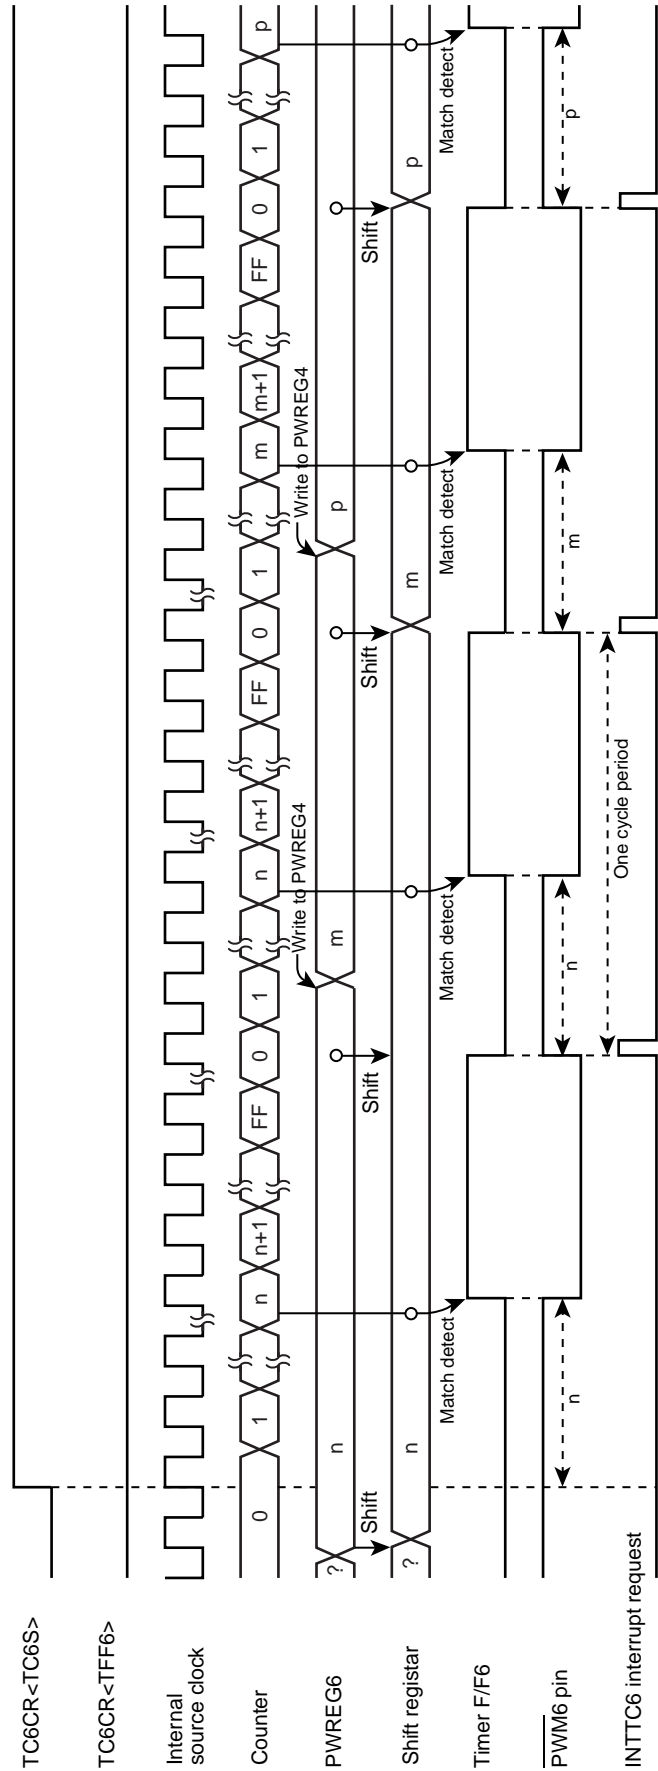 TC6CR<TC6S>
TC6CR<TFF6>
Internal
source clock
Counter
0
1
n
n+1
FF
0
1
n
n+1
FF
0
1
m
m+1
FF
0
1
p
Write to PWREG4
Write to PWREG4
PWREG6
?
n
m
p
Shift
Shift
Shift
Shift
Shift registar
?
n
m
p
Match detect
Match detect
Match detect
Match detect
Timer F/F6
PWM6 pin
n
n
m
p
One cycle period
INTTC6 interrupt request